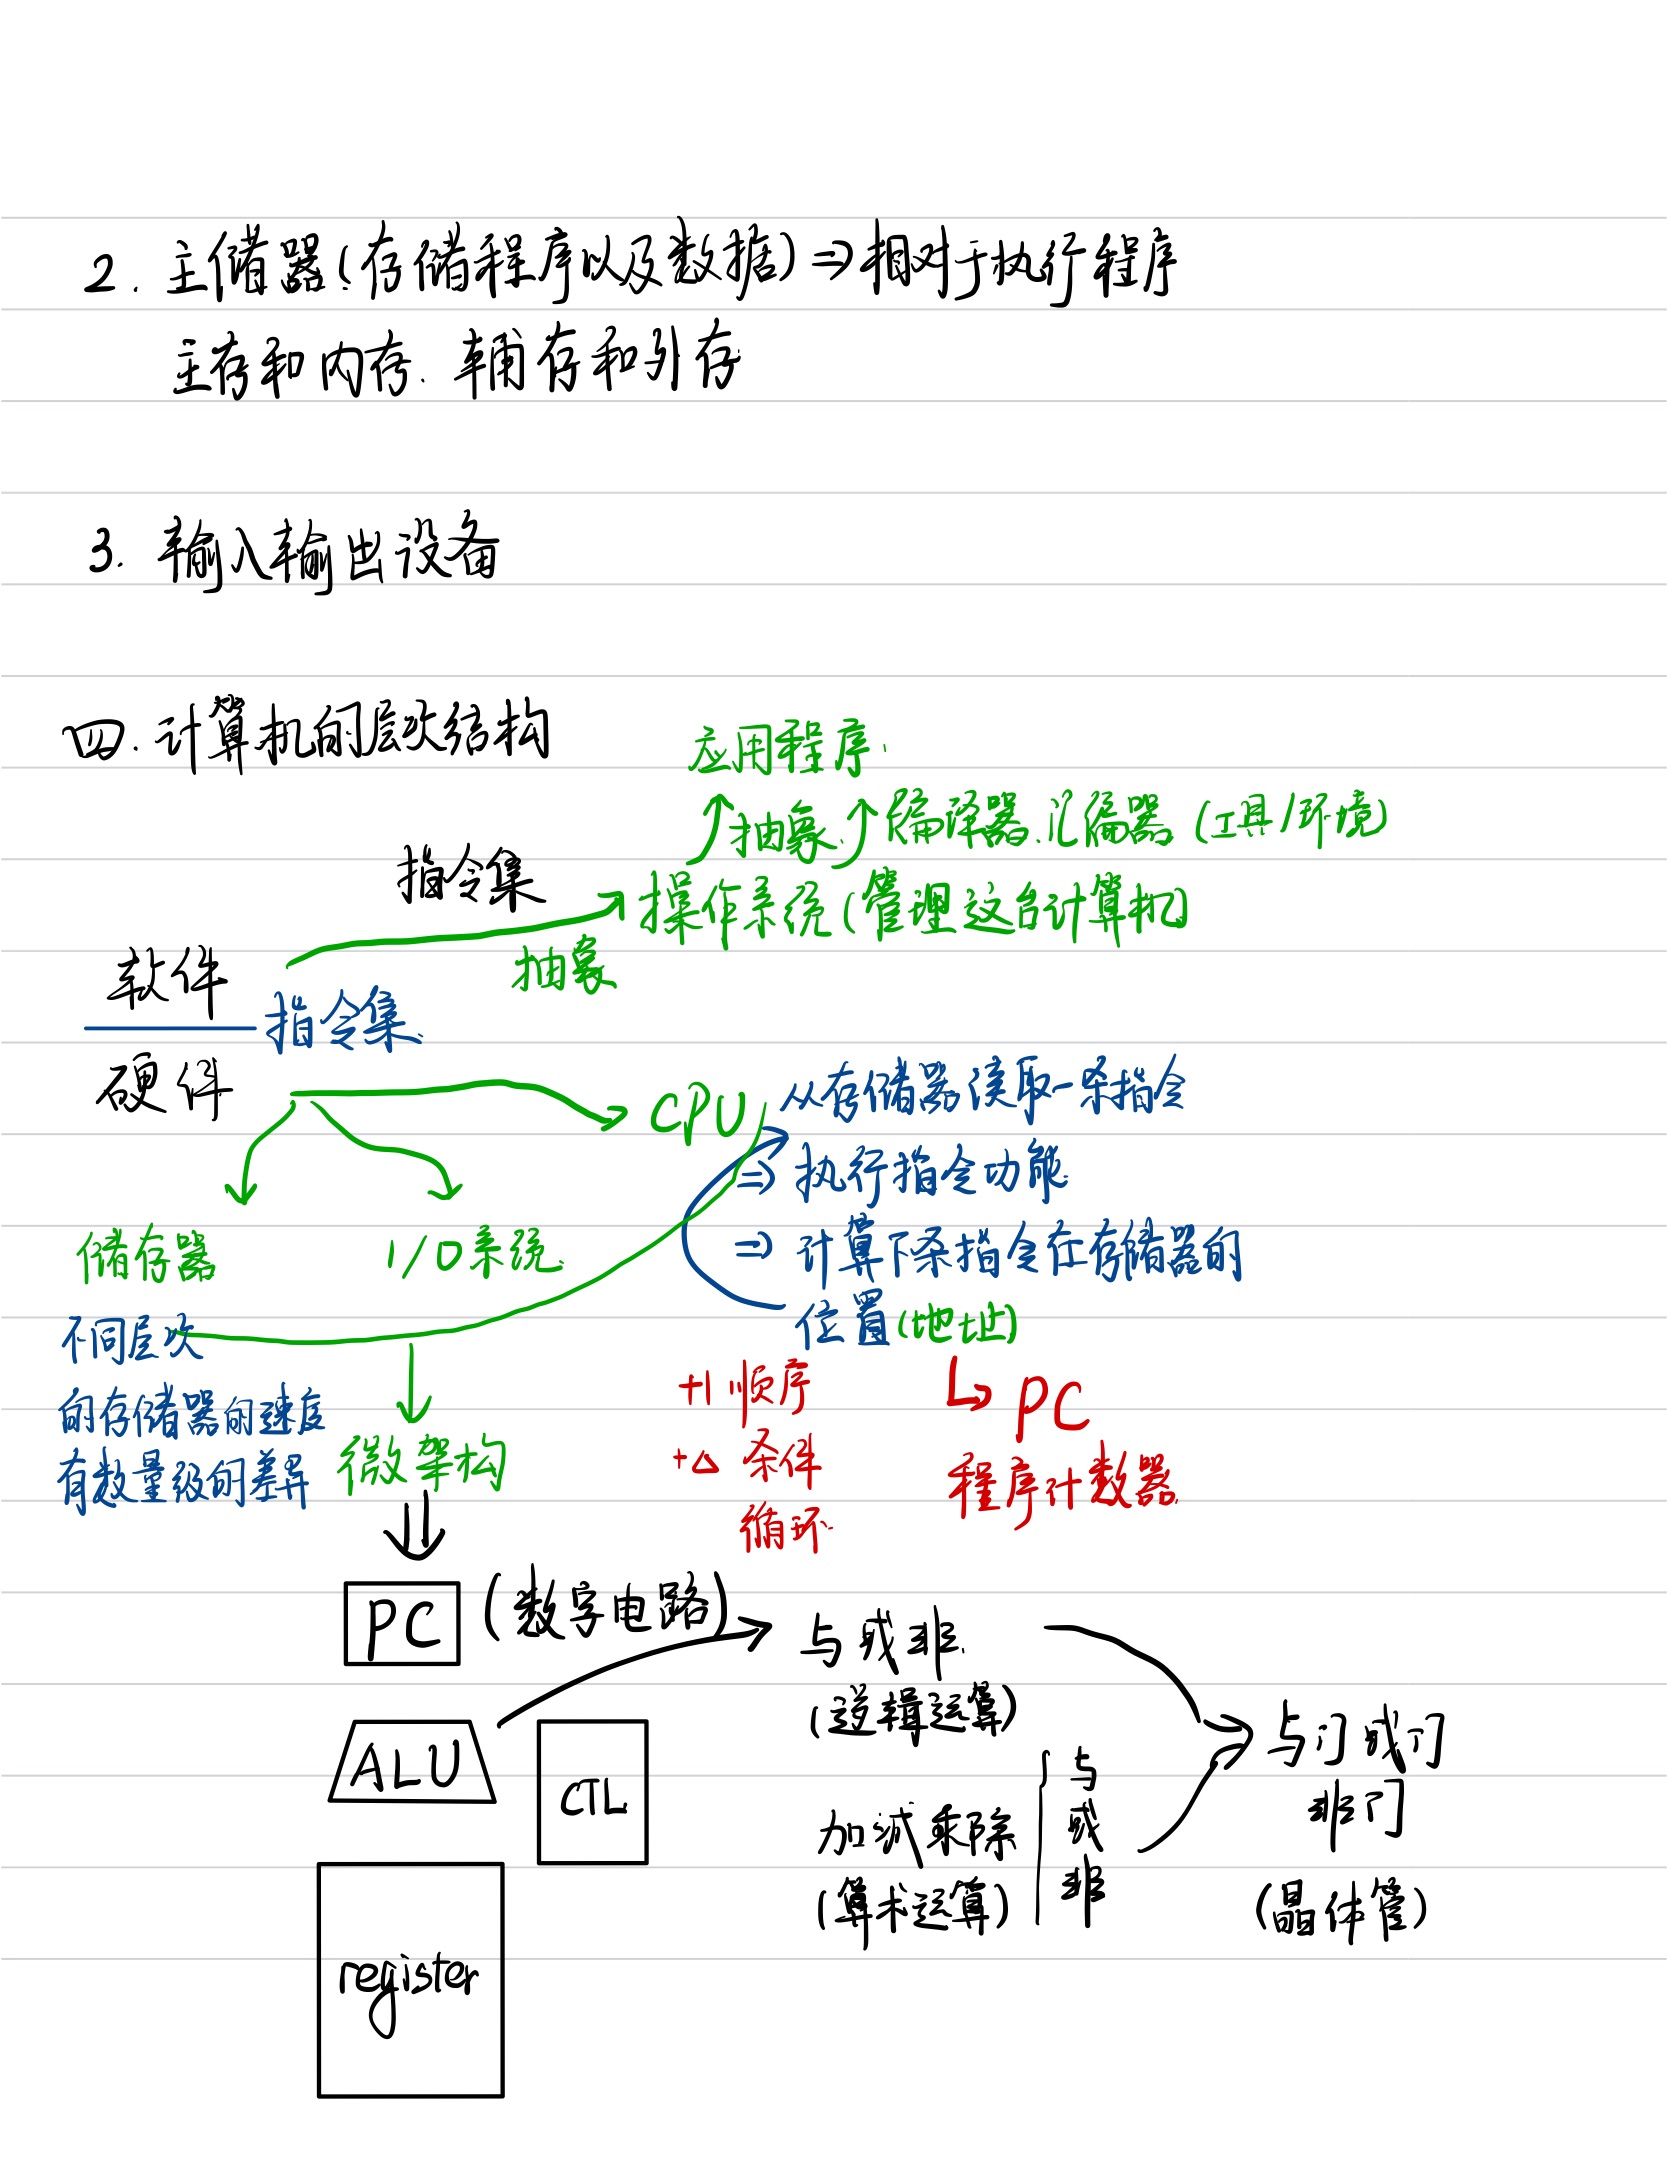 2. 主储器(存储程序以及数据)⇒相对于执行程序
主存和内存. 辅存和外存
3. 输入输出设备
四. 计算机的层次结构
应用程序.
抽象. 编译器.汇编器 (工具/环境)
指令集
操作系统(管理这台计算机)
抽象
软件
指令集.
硬件
CPU
从存储器读取一条指令
⇒ 执行指令功能
⇒ 计算下条指令在存储器的
位置(地址)
储存器
I/O系统.
不同层次
的存储器的速度
有数量级的差异
微架构
+1 顺序
+△ 条件
循环
PC
程序计数器
PC
(数字电路)
与或非.
(逻辑运算)
ALU
CTL
加减乘除
(算术运算)
与
或
非
与门或门
非门
(晶体管)
register